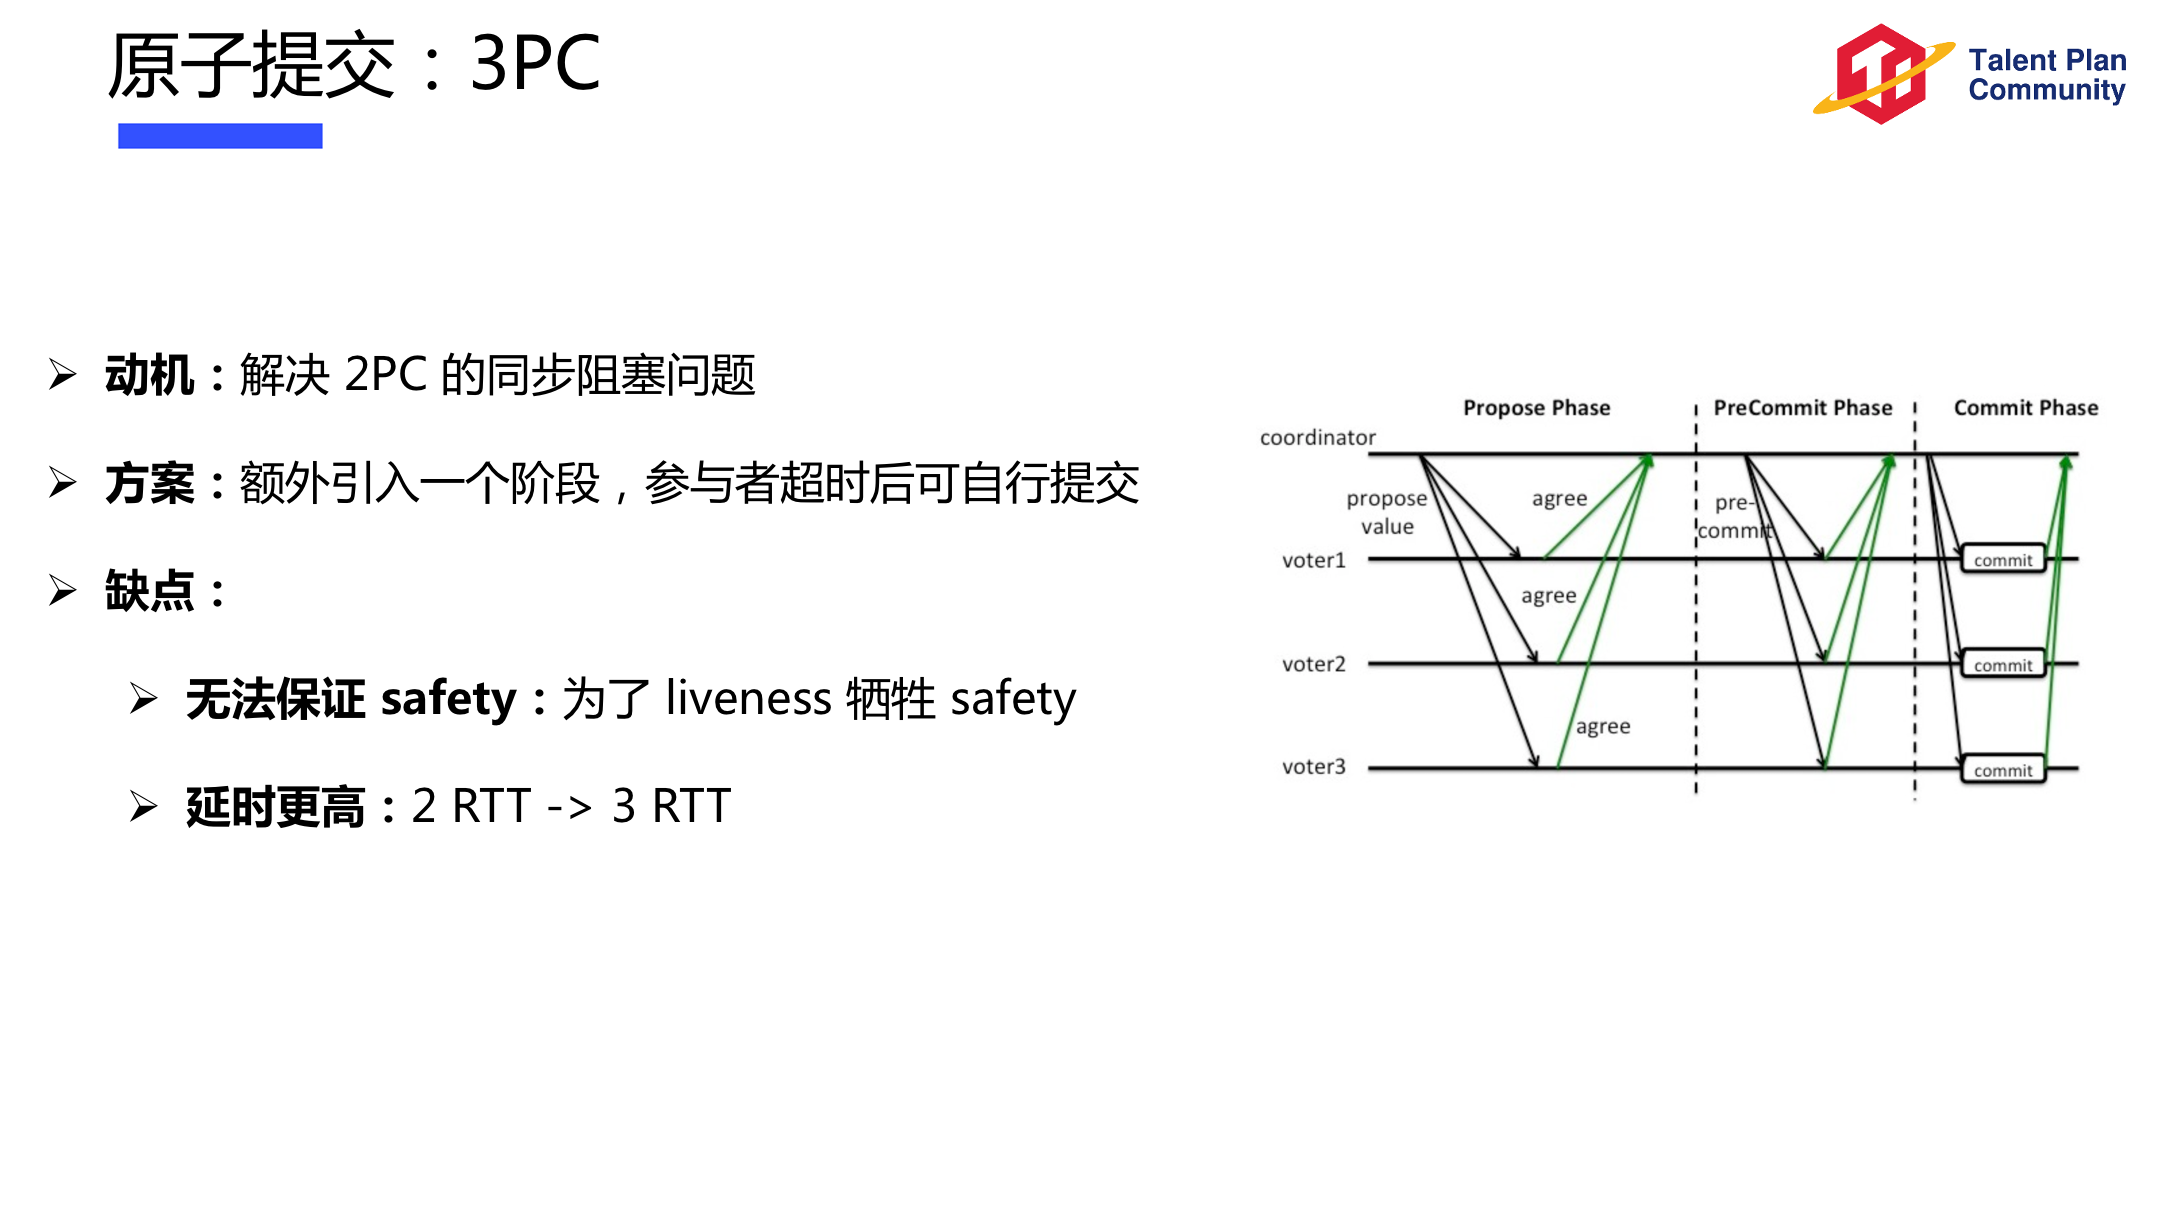 原子提交：3PC
Talent Plan
Community
动机：解决 2PC 的同步阻塞问题
方案：额外引入一个阶段，参与者超时后可自行提交
缺点：
无法保证 safety：为了 liveness 牺牲 safety
延时更高：2 RTT -> 3 RTT
Propose Phase
PreCommit Phase
Commit Phase
coordinator
propose
value
agree
pre-
commit
voter1
commit
agree
voter2
commit
agree
voter3
commit